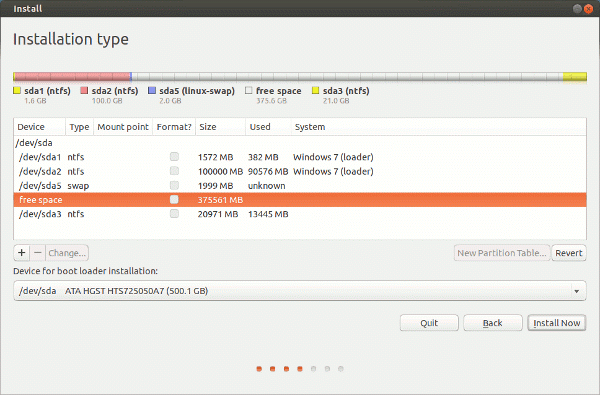 Install
Installation type
sda1 (ntfs) sda2 (ntfs) sda5 (linux-swap) free space sda3 (ntfs)
1.6 GB 100.0 GB 2.0 GB 375.6 GB 21.0 GB
Device Type Mount point Format? Size Used System
/dev/sda
/dev/sda1 ntfs 1572 MB 382 MB Windows 7 (loader)
/dev/sda2 ntfs 100000 MB 90576 MB Windows 7 (loader)
/dev/sda5 swap 1999 MB unknown
free space 375561 MB
/dev/sda3 ntfs 20971 MB 13445 MB
+ − Change... New Partition Table... Revert
Device for boot loader installation:
/dev/sda ATA HGST HTS725050A7 (500.1 GB)
Quit Back Install Now